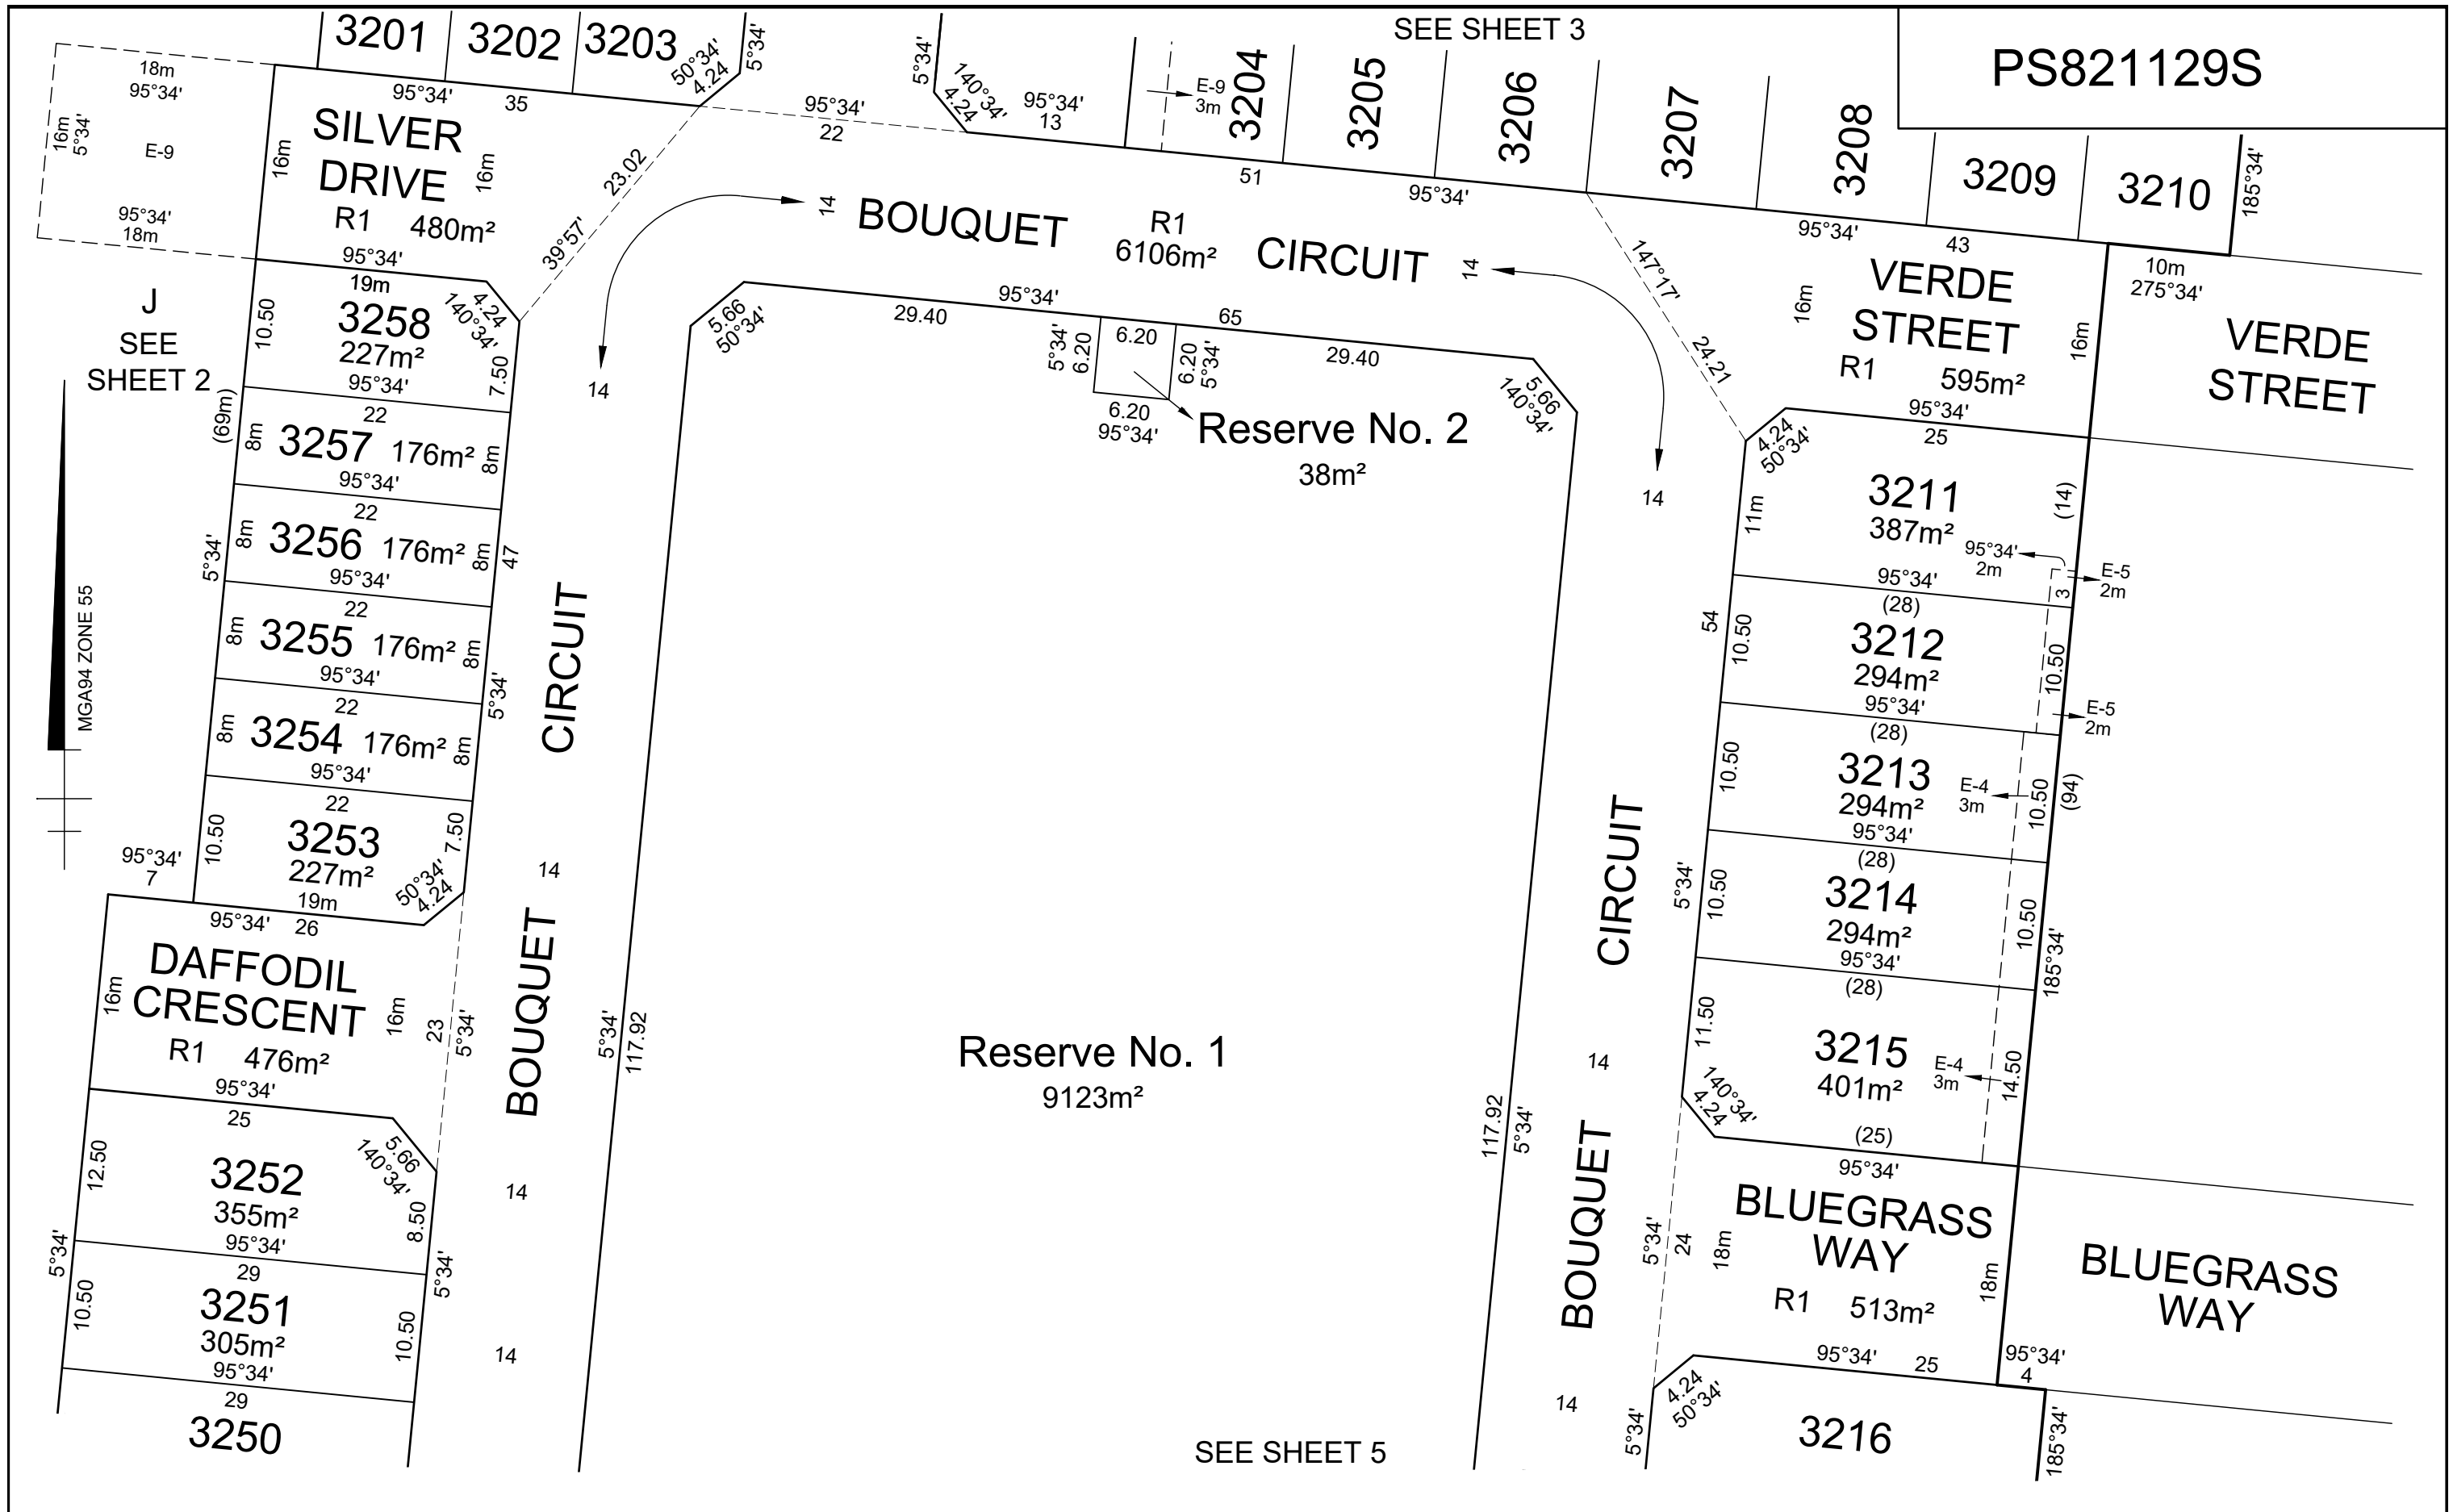 SEE SHEET 3
PS821129S
3201
3202
3203
50°34'
4.24
5°34'
5°34'
140°34'
4.24
95°34'
13
E-9
3m
3204
3205
3206
3207
3208
3209
3210
185°34'
18m
95°34'
16m
5°34'
E-9
95°34'
18m
95°34'
35
SILVER
DRIVE
R1 480m²
16m
16m
95°34'
23.02
39°57'
95°34'
22
14
BOUQUET
R1
6106m²
CIRCUIT
14
51
95°34'
147°17'
24.21
95°34'
43
VERDE
STREET
R1 595m²
16m
16m
95°34'
25
10m
275°34'
VERDE
STREET
J
SEE
SHEET 2
MGA94 ZONE 55
(69m)
5°34'
19m
10.50
3258
227m²
4.24
140°34'
7.50
95°34'
22
8m
3257 176m²
8m
95°34'
22
8m
3256 176m²
8m
47
95°34'
22
8m
3255 176m²
8m
95°34'
22
5°34'
8m
3254 176m²
8m
95°34'
22
10.50
3253
227m²
7.50
50°34'
4.24
19m
95°34'
7
95°34'
26
DAFFODIL
CRESCENT
R1 476m²
16m
16m
23
5°34'
95°34'
25
12.50
3252
355m²
5.66
140°34'
8.50
95°34'
29
5°34'
5°34'
10.50
3251
305m²
10.50
95°34'
29
3250
14
CIRCUIT
14
BOUQUET
14
14
5.66
50°34'
29.40
95°34'
65
5°34'
6.20
6.20
6.20
5°34'
6.20
95°34'
29.40
5.66
140°34'
Reserve No. 2
38m²
5°34'
117.92
Reserve No. 1
9123m²
117.92
5°34'
SEE SHEET 5
14
CIRCUIT
14
BOUQUET
14
4.24
50°34'
11m
3211
387m²
(14)
95°34'
2m
E-5
2m
3
95°34'
(28)
54
10.50
3212
294m²
10.50
E-5
2m
95°34'
(28)
10.50
3213
294m²
E-4
3m
10.50
(94)
95°34'
(28)
5°34'
10.50
3214
294m²
10.50
185°34'
95°34'
(28)
11.50
3215
401m²
E-4
3m
14.50
140°34'
4.24
(25)
95°34'
BLUEGRASS
WAY
R1 513m²
5°34'
24
18m
18m
95°34'
25
95°34'
4
BLUEGRASS
WAY
4.24
50°34'
5°34'
3216
185°34'